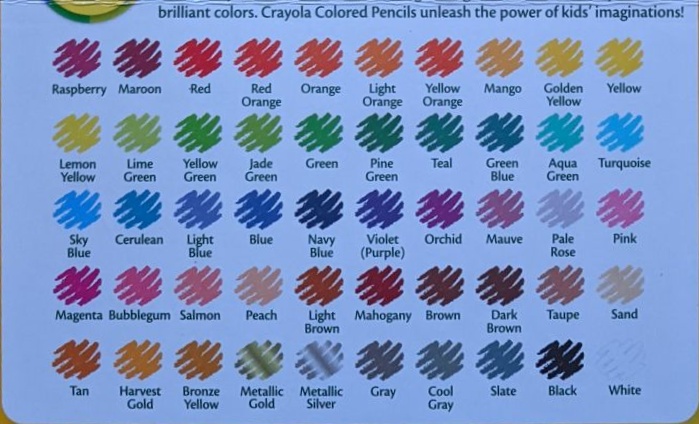 brilliant colors. Crayola Colored Pencils unleash the power of kids' imaginations!
Raspberry Maroon Red Red Orange Orange Light Orange Yellow Orange Mango Golden Yellow Yellow
Lemon Yellow Lime Green Yellow Green Jade Green Green Pine Green Teal Green Blue Aqua Green Turquoise
Sky Blue Cerulean Light Blue Blue Navy Blue Violet (Purple) Orchid Mauve Pale Rose Pink
Magenta Bubblegum Salmon Peach Light Brown Mahogany Brown Dark Brown Taupe Sand
Tan Harvest Gold Bronze Yellow Metallic Gold Metallic Silver Gray Cool Gray Slate Black White